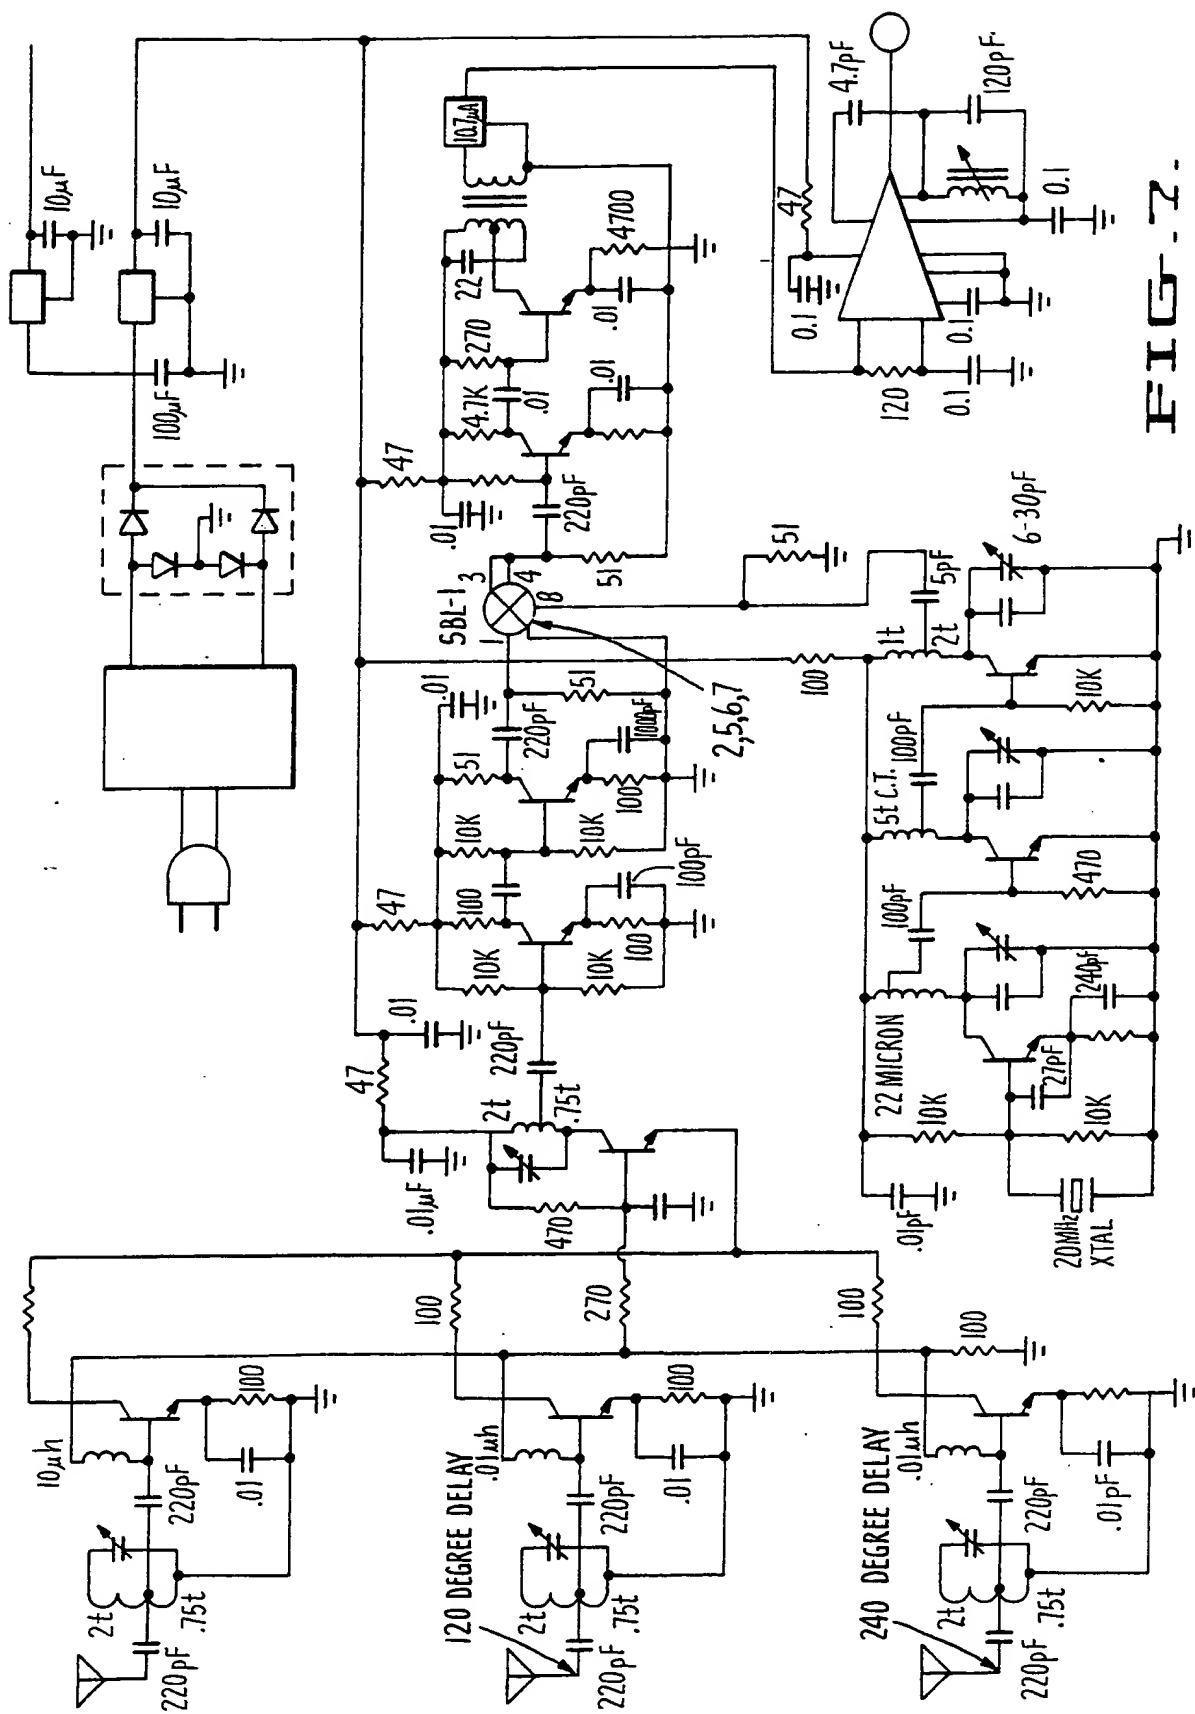 220pF
2t
.75t
220pF
10µh
.01
100
120 DEGREE DELAY
220pF
2t
.75t
220pF
.01µh
.01
100
100
240 DEGREE DELAY
220pF
2t
.75t
220pF
.01µh
.01pF
100
100
270
470
.01µF
47
.01
2t
.75t
220pF
47
10K
10K
100
100
100pF
10K
10K
51
100
1000pF
.01
220pF
51
SBL-1
1
3
4
8
2,5,6,7
51
220pF
.01
47
4.7K
.01
.01
270
22
.01
4700
10.7µA
100µF
10µF
10µF
20MHz
XTAL
.01pF
10K
10K
22 MICRON
27pF
240pF
100pF
470
5t C.T.
100pF
10K
100
1t
2t
5pF
6-30pF
51
120
0.1
0.1
0.1
47
4.7pF
120pF
0.1
FIG-7.